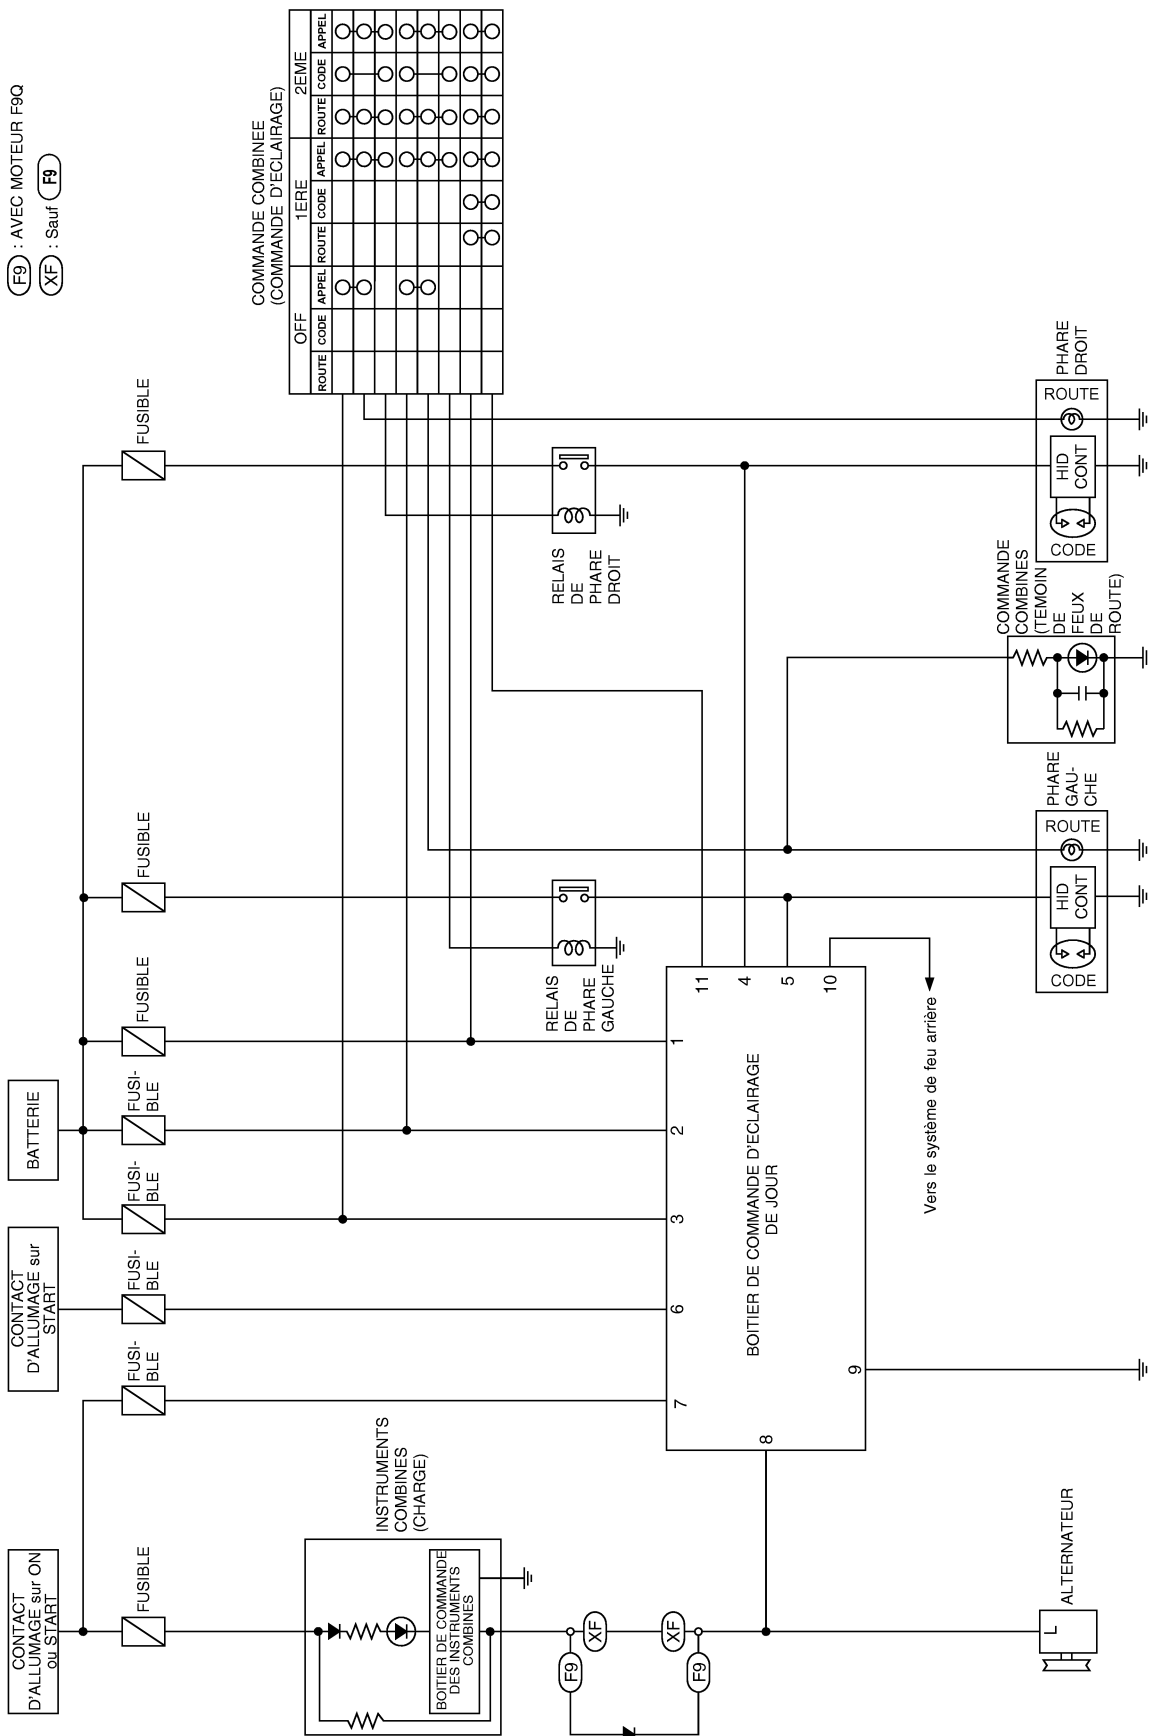 F9 : AVEC MOTEUR F9Q
XF : Sauf F9
COMMANDE COMBINEE
(COMMANDE D'ECLAIRAGE)
OFF 1ERE 2EME
ROUTE CODE APPEL ROUTE CODE APPEL ROUTE CODE APPEL
BATTERIE
CONTACT
D'ALLUMAGE sur
START
CONTACT
D'ALLUMAGE sur ON
ou START
FUSIBLE
FUSIBLE
FUSIBLE
FUSI-
BLE
FUSI-
BLE
FUSI-
BLE
FUSI-
BLE
FUSIBLE
RELAIS
DE
PHARE
DROIT
RELAIS
DE
PHARE
GAUCHE
INSTRUMENTS
COMBINES
(CHARGE)
BOITIER DE COMMANDE
DES INSTRUMENTS
COMBINES
BOITIER DE COMMANDE D'ECLAIRAGE
DE JOUR
1
2
3
6
7
8
9
11
4
5
10
Vers le système de feu arrière
PHARE
DROIT
ROUTE
HID
CONT
CODE
COMMANDE
COMBINES
(TEMOIN
DE
FEUX
DE
ROUTE)
PHARE
GAU-
CHE
ROUTE
HID
CONT
CODE
XF
XF
F9
F9
ALTERNATEUR
L